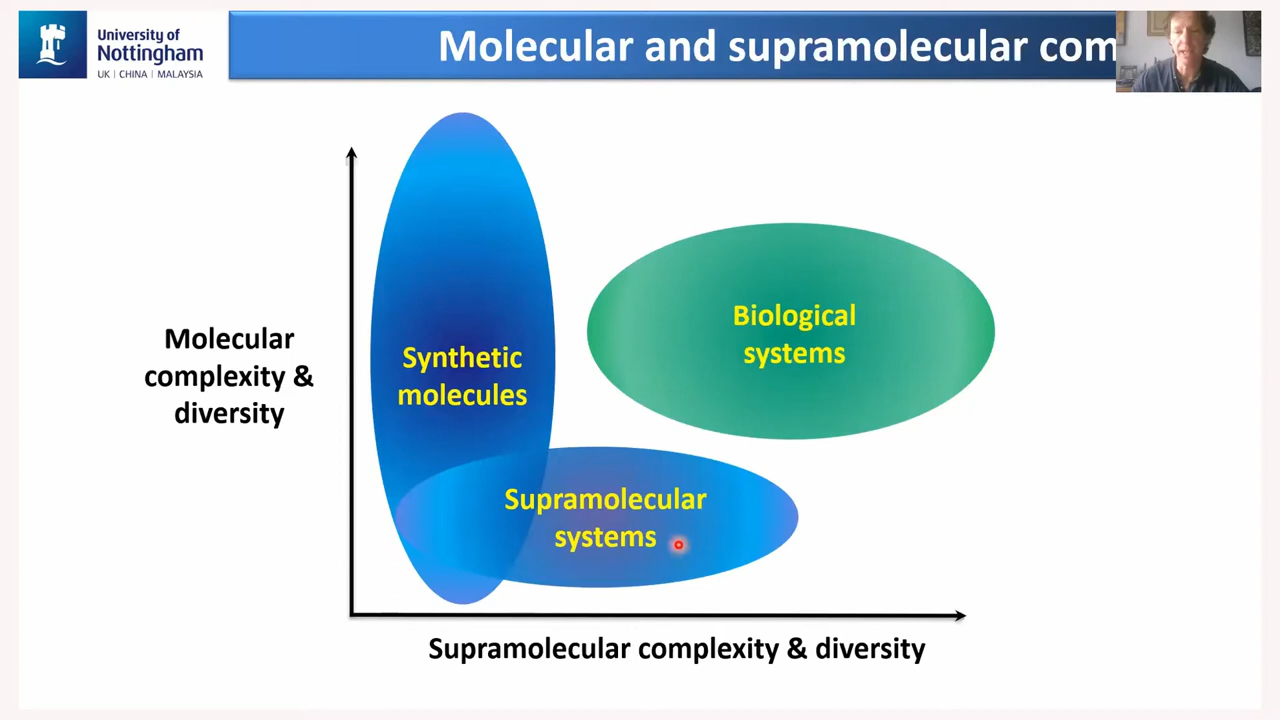 University of
Nottingham
UK | CHINA | MALAYSIA
Molecular and supramolecular com
Molecular
complexity &
diversity
Synthetic
molecules
Biological
systems
Supramolecular
systems
Supramolecular complexity & diversity